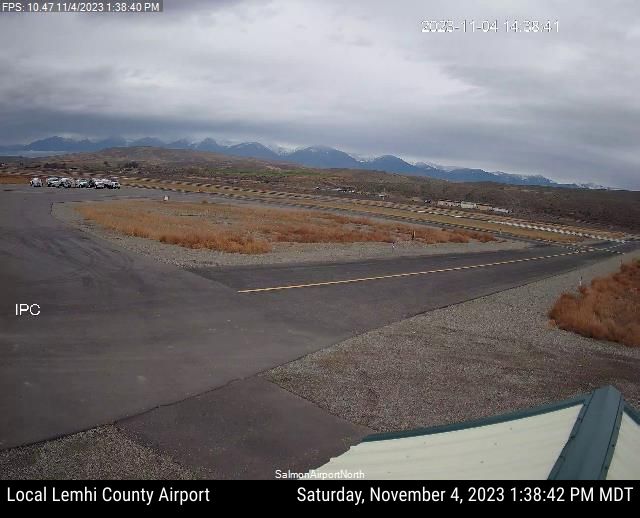 FPS: 10.47 11/4/2023 1:38:40 PM
2023-11-04 14:38:41
IPC
SalmonAirportNorth
Local Lemhi County Airport
Saturday, November 4, 2023 1:38:42 PM MDT